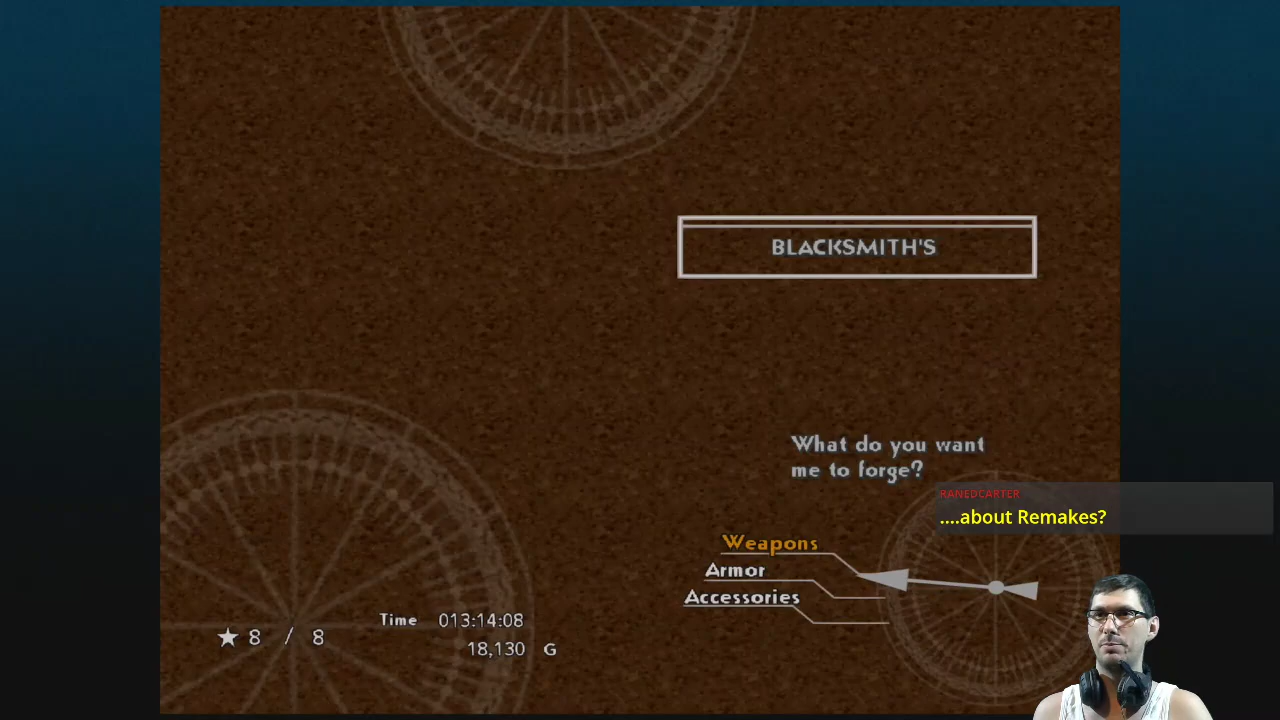 BLACKSMITH'S
What do you want
me to forge?
RANEDCARTER
....about Remakes?
Weapons
Armor
Accessories
Time 013:14:08
★ 8 / 8
18,130 G